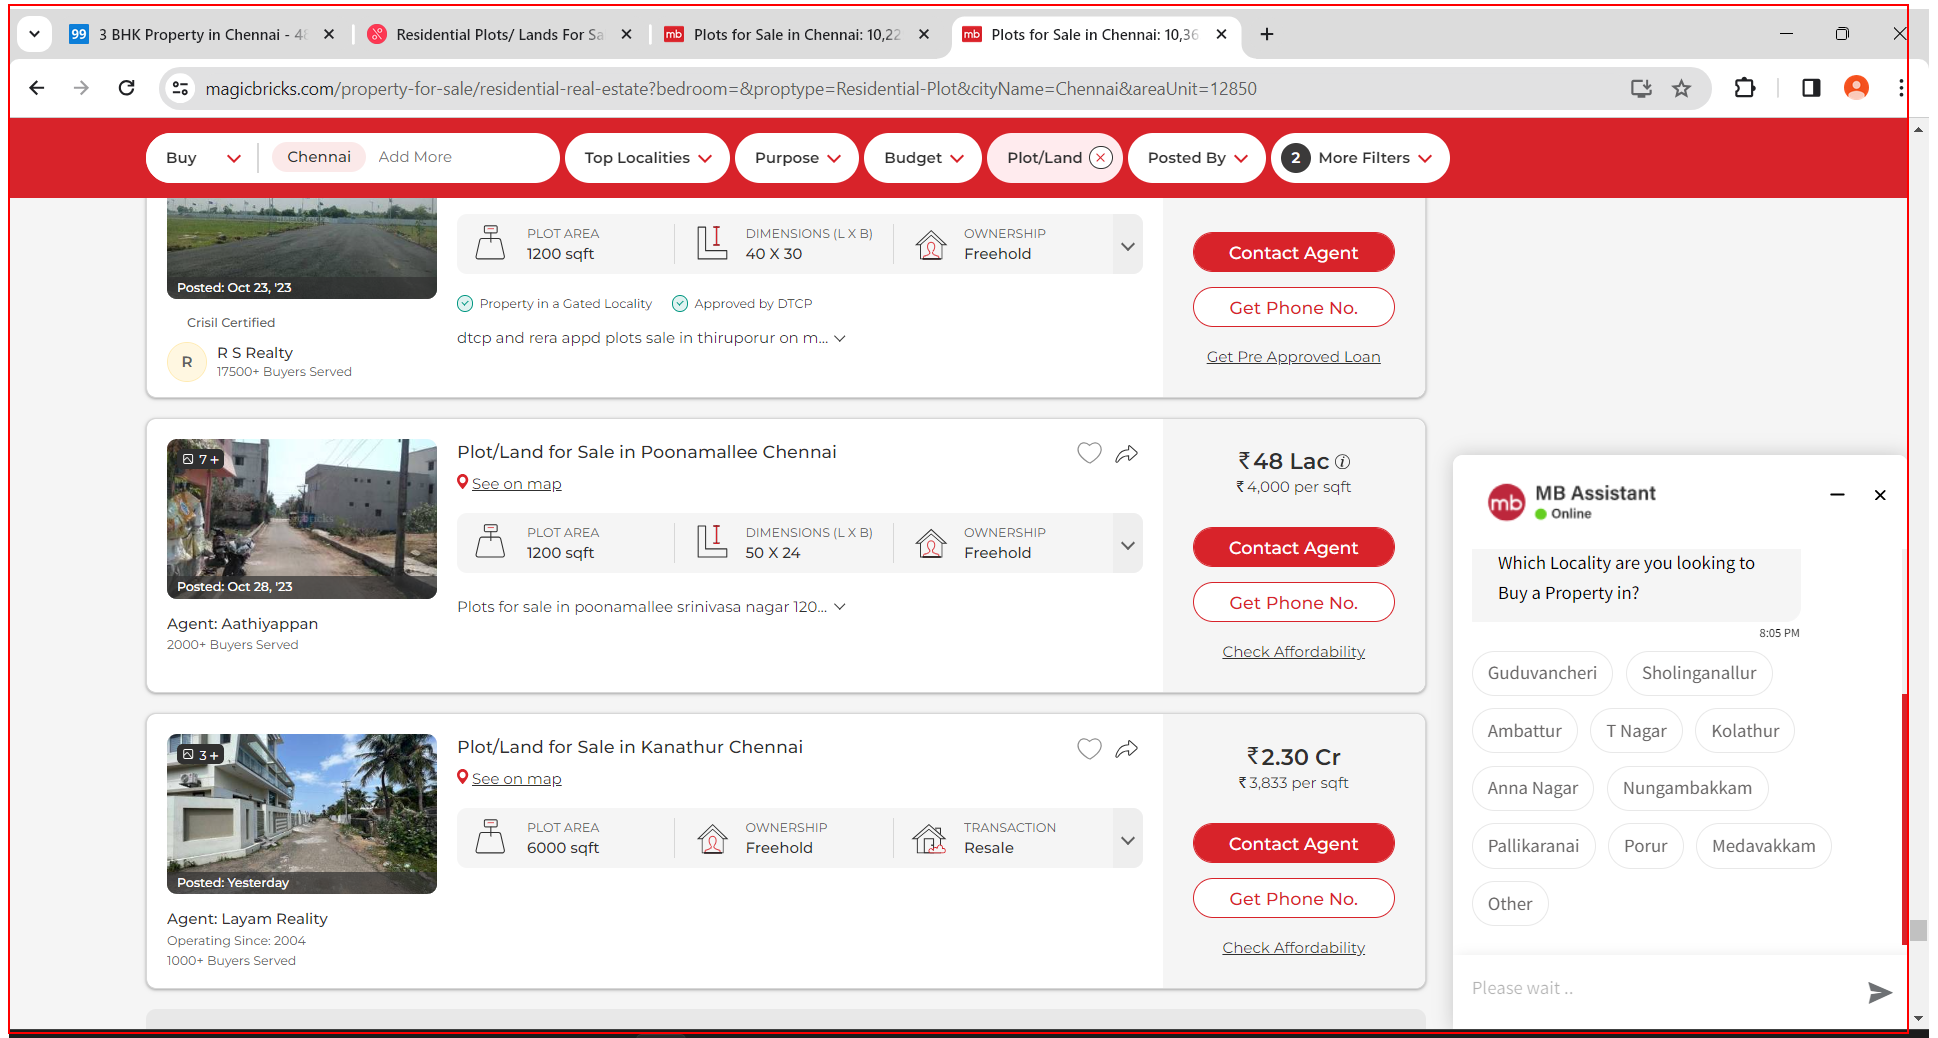 99 3 BHK Property in Chennai - 48
Residential Plots/ Lands For Sa
mb Plots for Sale in Chennai: 10,22
mb Plots for Sale in Chennai: 10,36
magicbricks.com/property-for-sale/residential-real-estate?bedroom=&proptype=Residential-Plot&cityName=Chennai&areaUnit=12850
Buy Chennai Add More Top Localities Purpose Budget Plot/Land Posted By 2 More Filters
Posted: Oct 23, '23
Crisil Certified
R R S Realty
17500+ Buyers Served
PLOT AREA
1200 sqft
DIMENSIONS (L X B)
40 X 30
OWNERSHIP
Freehold
Property in a Gated Locality Approved by DTCP
dtcp and rera appd plots sale in thiruporur on m...
Contact Agent
Get Phone No.
Get Pre Approved Loan
7+
Posted: Oct 28, '23
Agent: Aathiyappan
2000+ Buyers Served
Plot/Land for Sale in Poonamallee Chennai
See on map
PLOT AREA
1200 sqft
DIMENSIONS (L X B)
50 X 24
OWNERSHIP
Freehold
Plots for sale in poonamallee srinivasa nagar 120...
₹48 Lac
₹4,000 per sqft
Contact Agent
Get Phone No.
Check Affordability
3+
Posted: Yesterday
Agent: Layam Reality
Operating Since: 2004
1000+ Buyers Served
Plot/Land for Sale in Kanathur Chennai
See on map
PLOT AREA
6000 sqft
OWNERSHIP
Freehold
TRANSACTION
Resale
₹2.30 Cr
₹3,833 per sqft
Contact Agent
Get Phone No.
Check Affordability
mb MB Assistant
Online
Which Locality are you looking to
Buy a Property in?
8:05 PM
Guduvancheri Sholinganallur
Ambattur T Nagar Kolathur
Anna Nagar Nungambakkam
Pallikaranai Porur Medavakkam
Other
Please wait ..